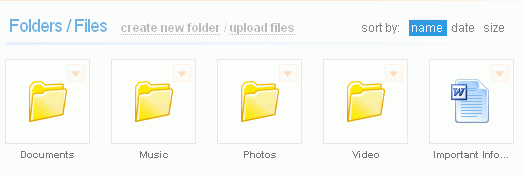 Folders / Files create new folder / upload files sort by: name date size
W
Documents Music Photos Video Important Info...